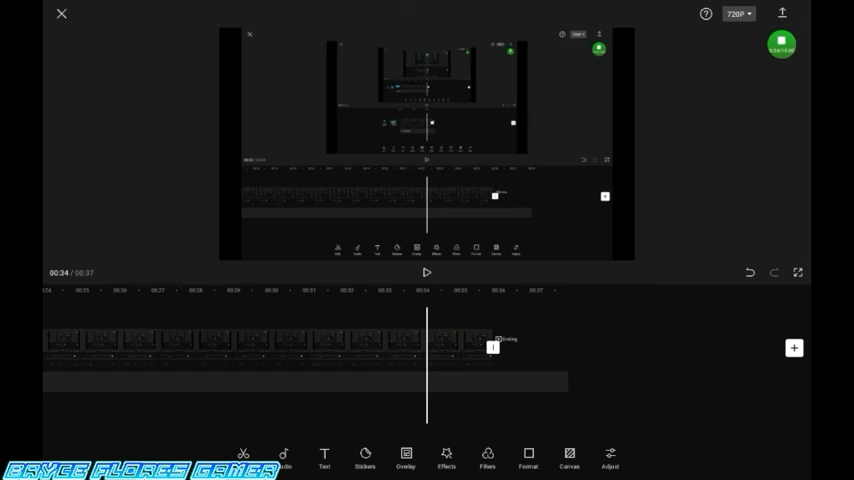 720P
00:34 / 00:37
:24 00:25 00:26 00:27 00:28 00:29 00:30 00:31 00:32 00:33 00:34 00:35 00:36 00:37
Ending
Audio Text Stickers Overlay Effects Filters Format Canvas Adjust
BRYCE FLORES GAMER